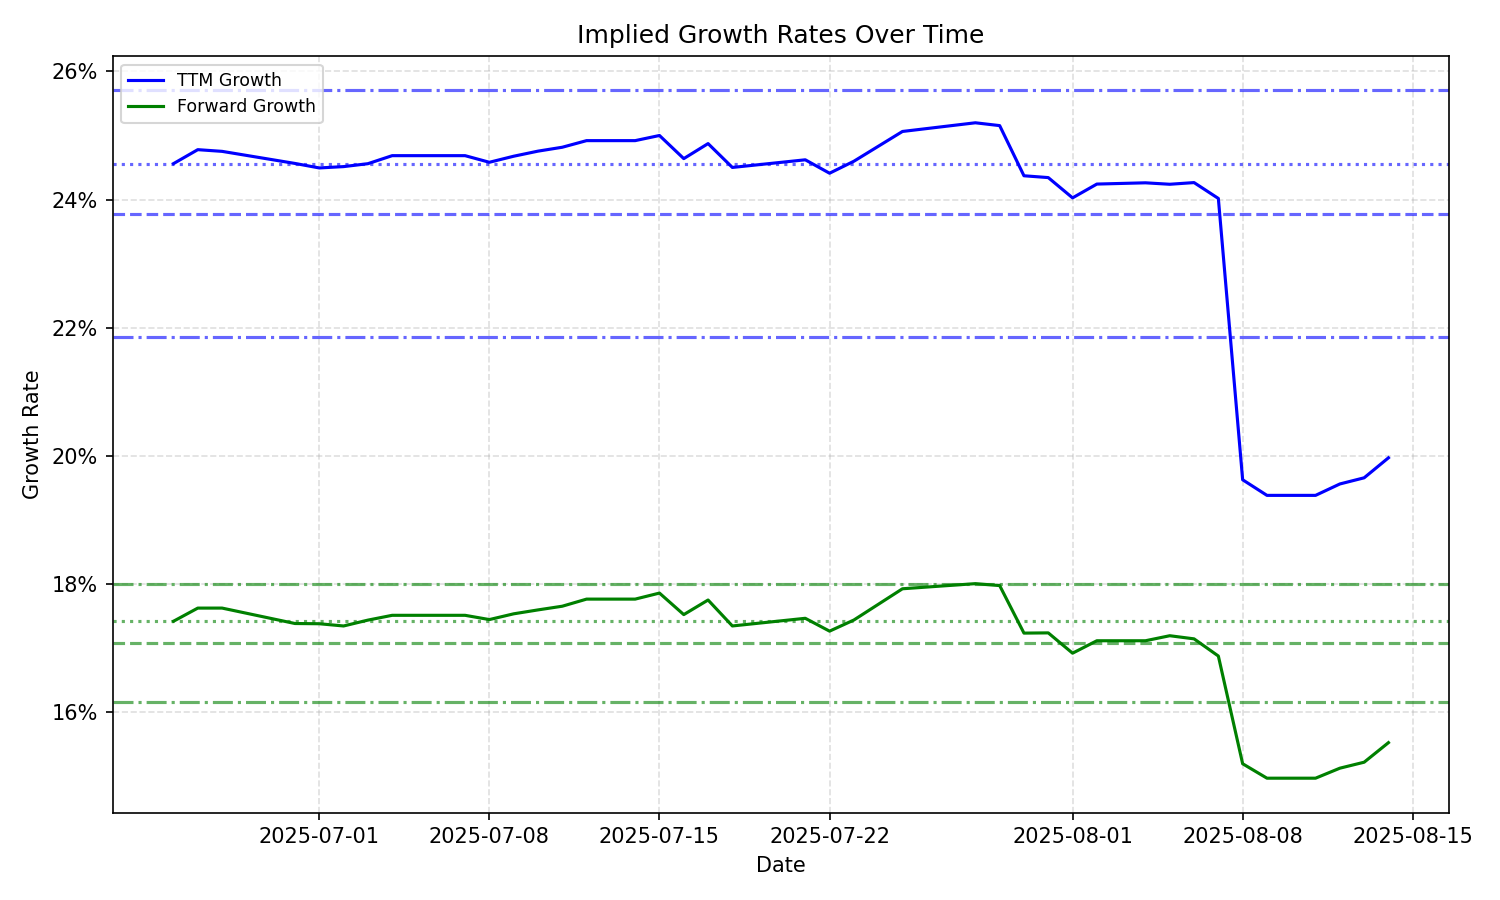 Implied Growth Rates Over Time
TTM Growth
Forward Growth
26%
24%
22%
20%
18%
16%
Growth Rate
2025-07-01
2025-07-08
2025-07-15
2025-07-22
2025-08-01
2025-08-08
2025-08-15
Date